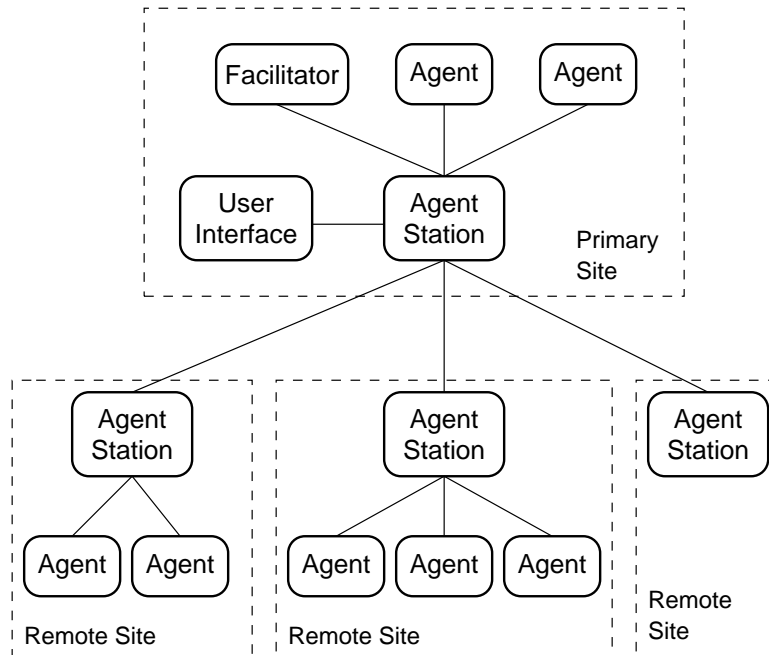 Facilitator
Agent
Agent
User
Interface
Agent
Station
Primary
Site
Agent
Station
Agent
Station
Agent
Station
Agent
Agent
Agent
Agent
Agent
Remote Site
Remote Site
Remote
Site